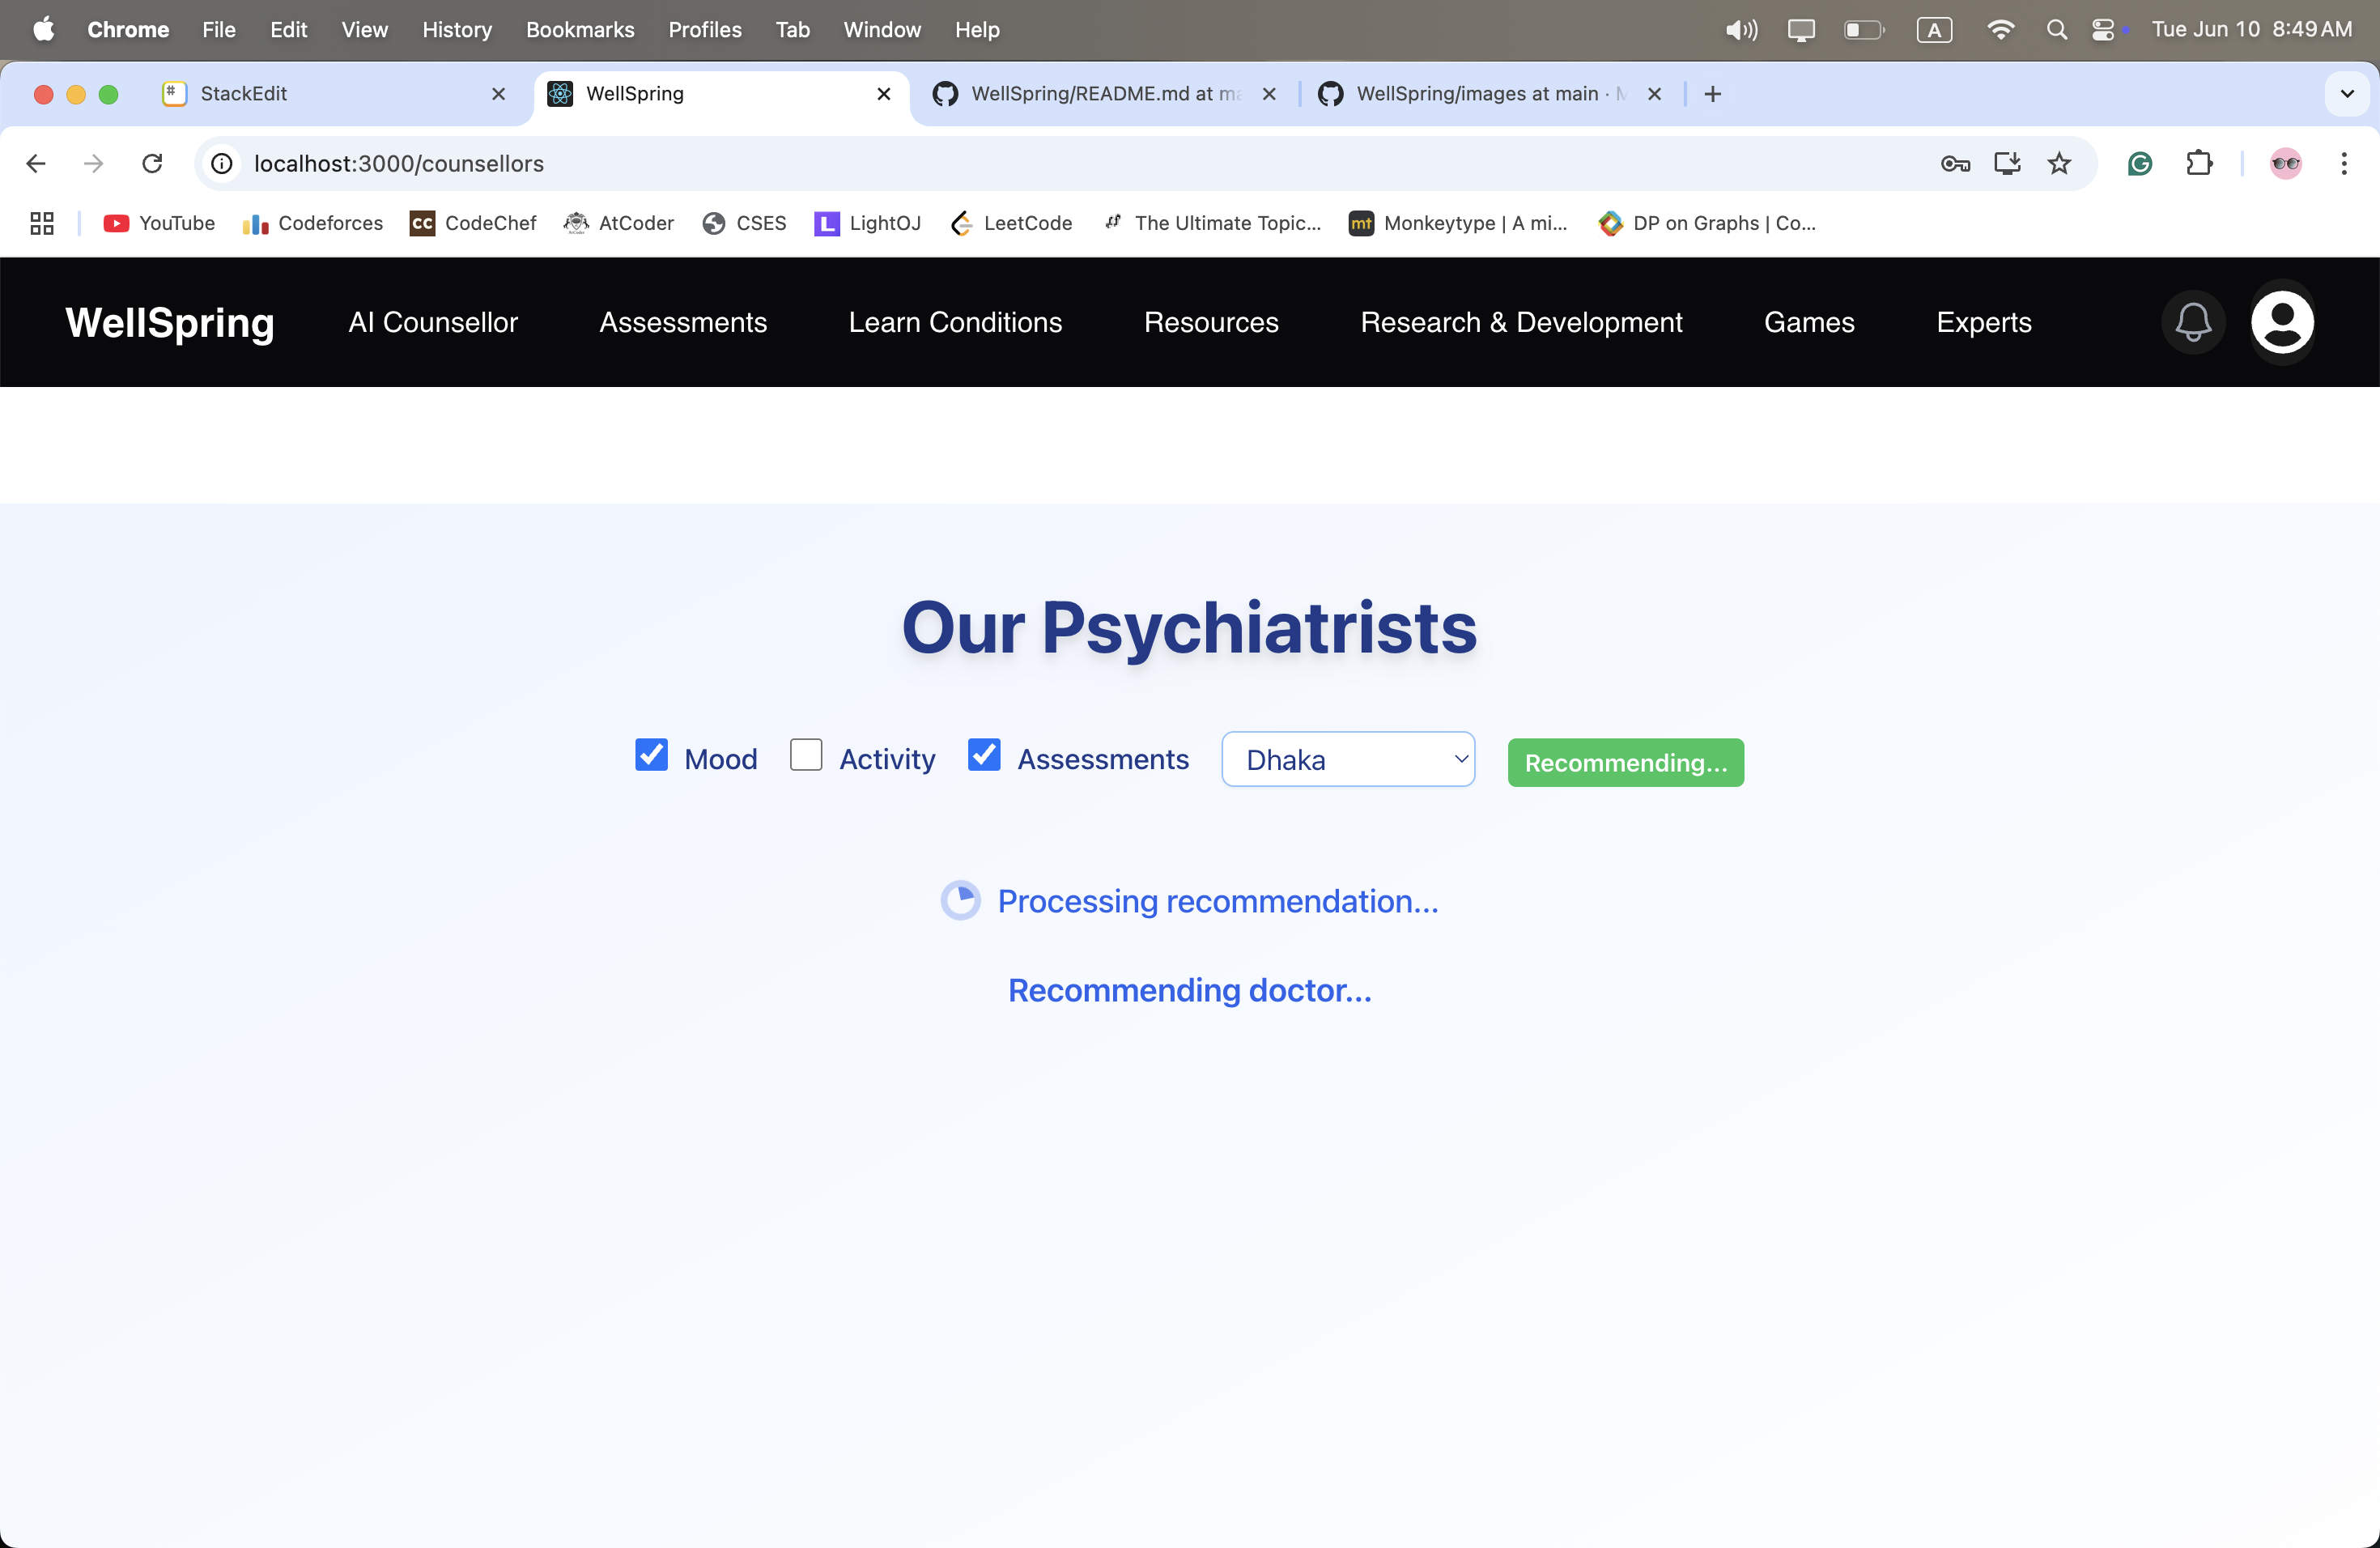 Chrome File Edit View History Bookmarks Profiles Tab Window Help A Tue Jun 10 8:49 AM
# StackEdit WellSpring WellSpring/README.md at ma WellSpring/images at main · M
localhost:3000/counsellors
YouTube Codeforces CC CodeChef AtCoder CSES L LightOJ LeetCode The Ultimate Topic... mt Monkeytype | A mi... DP on Graphs | Co...
WellSpring AI Counsellor Assessments Learn Conditions Resources Research & Development Games Experts
Our Psychiatrists
Mood Activity Assessments Dhaka Recommending...
Processing recommendation...
Recommending doctor...